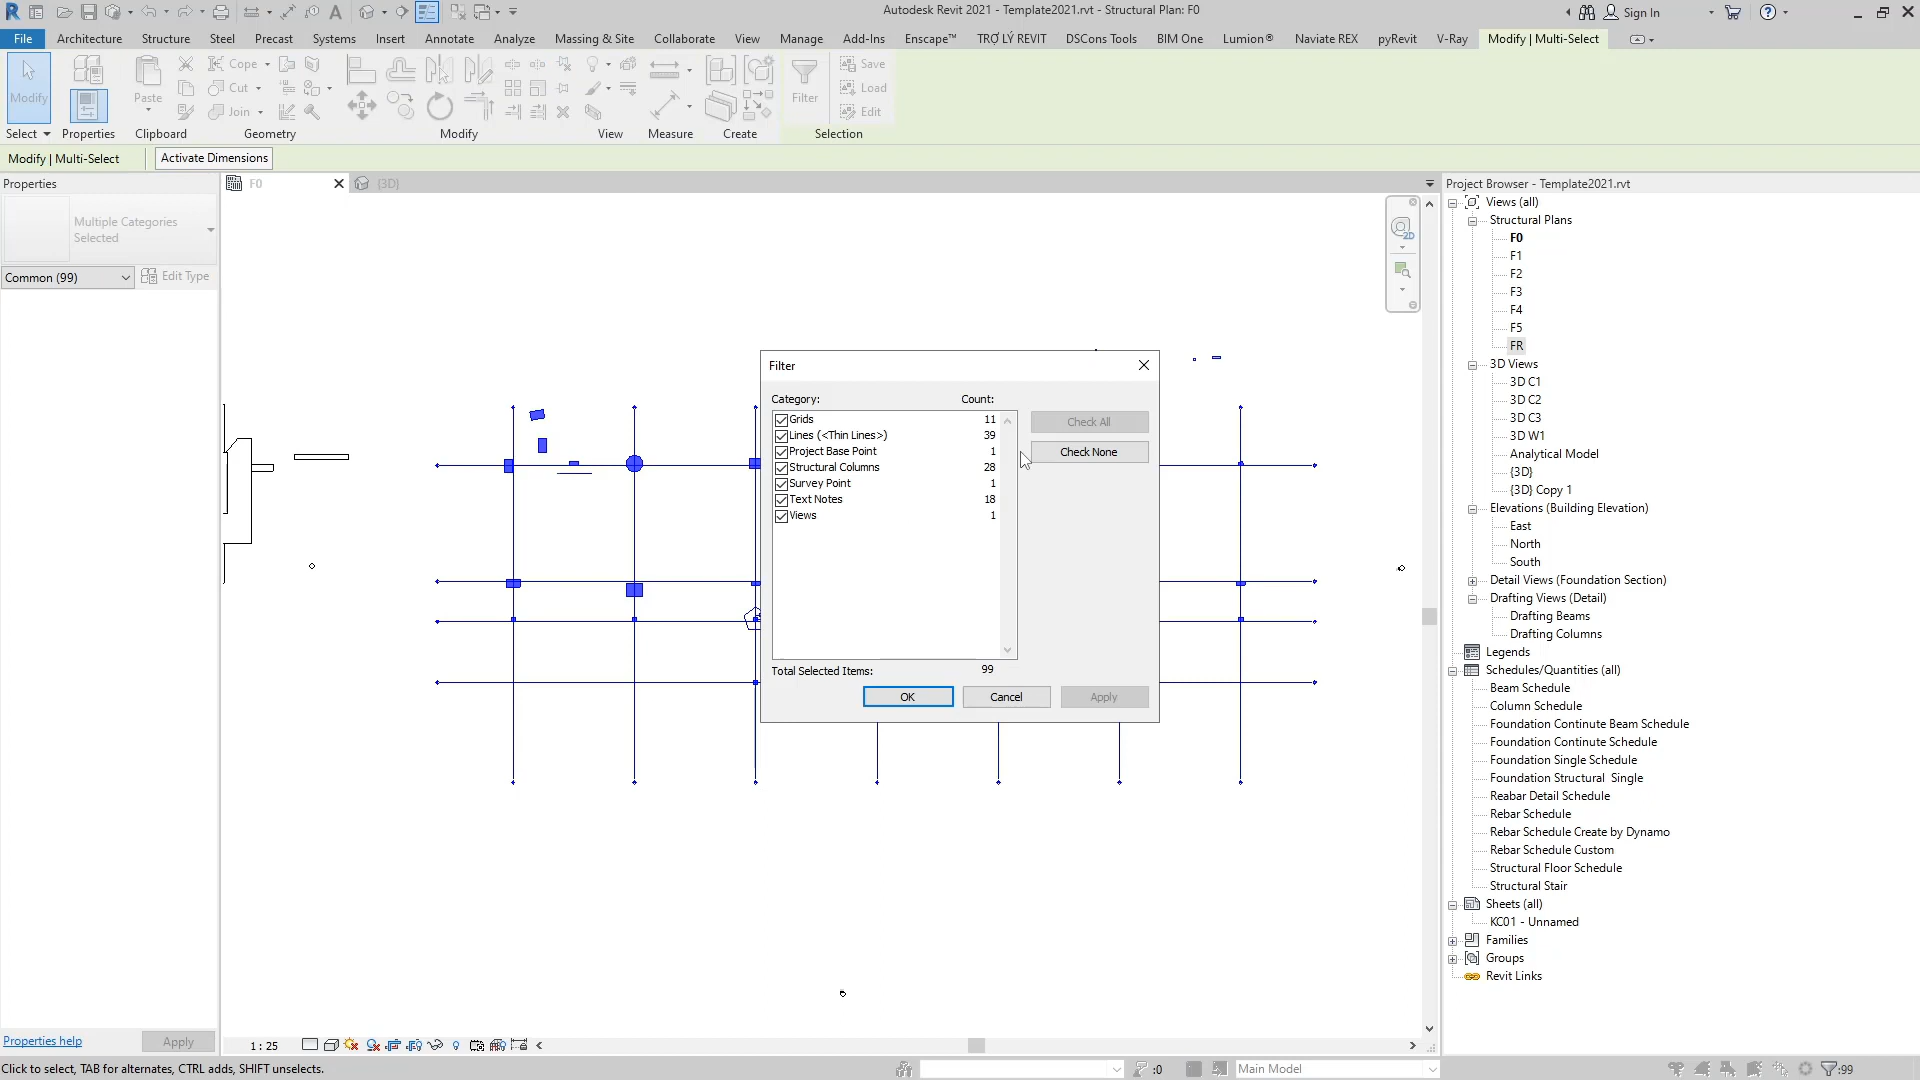 Autodesk Revit 2021 - Template2021.rvt - Structural Plan: F0
Sign In
File Architecture Structure Steel Precast Systems Insert Annotate Analyze Massing & Site Collaborate View Manage Add-Ins Enscape™ TRỢ LÝ REVIT DSCons Tools BIM One Lumion® Naviate REX pyRevit V-Ray Modify | Multi-Select
Modify
Paste
Cope
Cut
Join
Filter
Save
Load
Edit
Select Properties Clipboard Geometry Modify View Measure Create Selection
Modify | Multi-Select Activate Dimensions
Properties
F0
{3D}
Multiple Categories
Selected
Common (99)
Edit Type
2D
Filter
Category: Count:
Grids 11
Lines (<Thin Lines>) 39
Project Base Point 1
Structural Columns 28
Survey Point 1
Text Notes 18
Views 1
Check All
Check None
Total Selected Items: 99
OK Cancel Apply
Project Browser - Template2021.rvt
Views (all)
Structural Plans
F0
F1
F2
F3
F4
F5
FR
3D Views
3D C1
3D C2
3D C3
3D W1
Analytical Model
{3D}
{3D} Copy 1
Elevations (Building Elevation)
East
North
South
Detail Views (Foundation Section)
Drafting Views (Detail)
Drafting Beams
Drafting Columns
Legends
Schedules/Quantities (all)
Beam Schedule
Column Schedule
Foundation Continute Beam Schedule
Foundation Continute Schedule
Foundation Single Schedule
Foundation Structural Single
Reabar Detail Schedule
Rebar Schedule
Rebar Schedule Create by Dynamo
Rebar Schedule Custom
Structural Floor Schedule
Structural Stair
Sheets (all)
KC01 - Unnamed
Families
Groups
Revit Links
Properties help Apply
1 : 25
Click to select, TAB for alternates, CTRL adds, SHIFT unselects.
:0
Main Model
:99